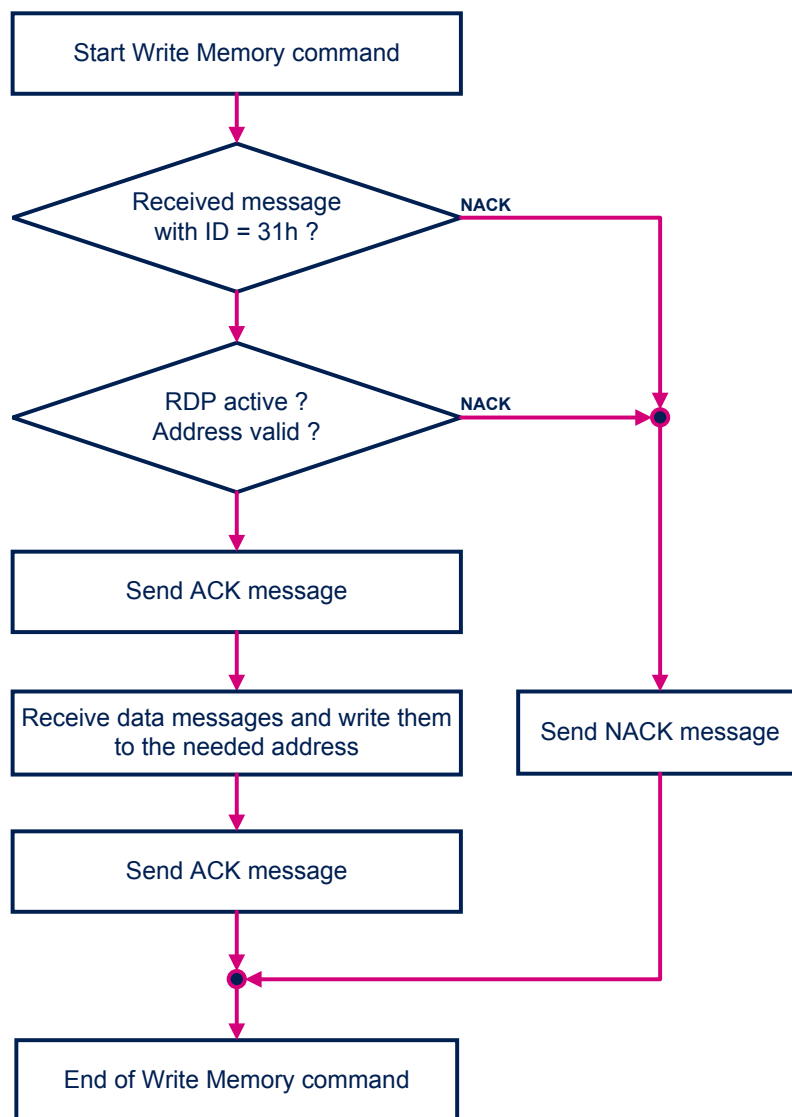 Start Write Memory command
Received message
with ID = 31h ?
NACK
RDP active ?
Address valid ?
NACK
Send ACK message
Receive data messages and write them
to the needed address
Send NACK message
Send ACK message
End of Write Memory command